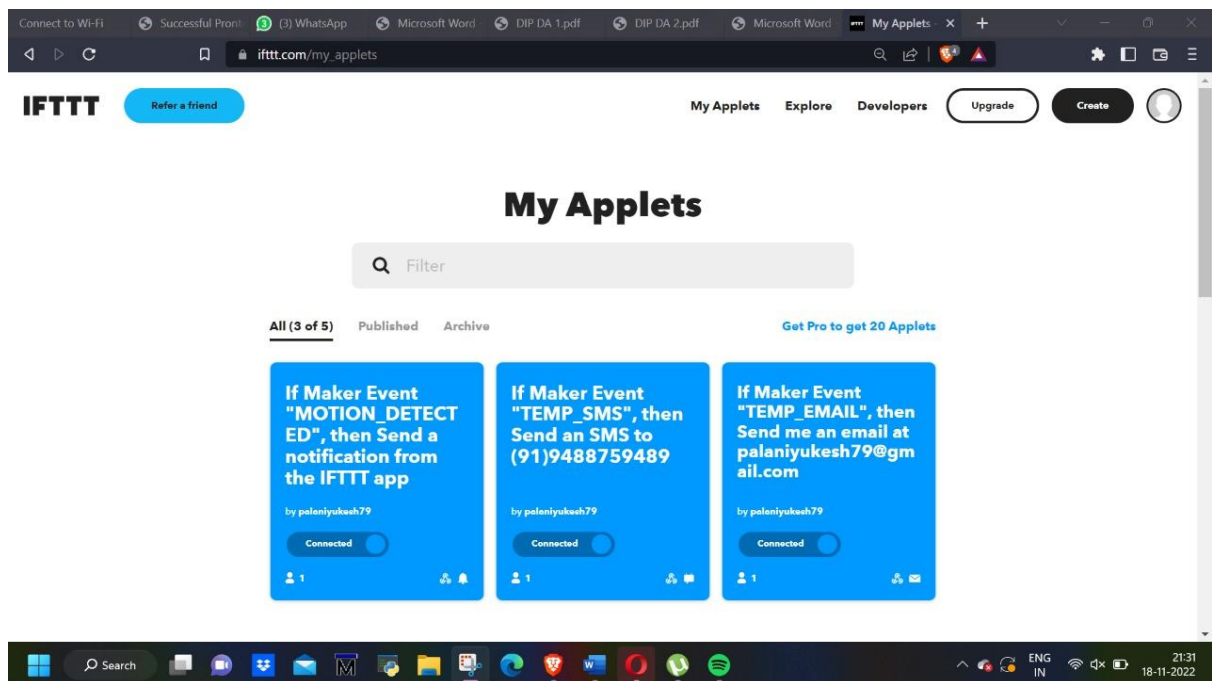 Connect to Wi-Fi
Successful Pront
(3) WhatsApp
Microsoft Word -
DIP DA 1.pdf
DIP DA 2.pdf
Microsoft Word -
My Applets -
ifttt.com/my_applets
IFTTT
Refer a friend
My Applets
Explore
Developers
Upgrade
Create
My Applets
Filter
All (3 of 5)
Published
Archive
Get Pro to get 20 Applets
If Maker Event
"MOTION_DETECT
ED", then Send a
notification from
the IFTTT app
by palaniyukesh79
Connected
1
If Maker Event
"TEMP_SMS", then
Send an SMS to
(91)9488759489
by palaniyukesh79
Connected
1
If Maker Event
"TEMP_EMAIL", then
Send me an email at
palaniyukesh79@gm
ail.com
by palaniyukesh79
Connected
1
Search
ENG
IN
21:31
18-11-2022